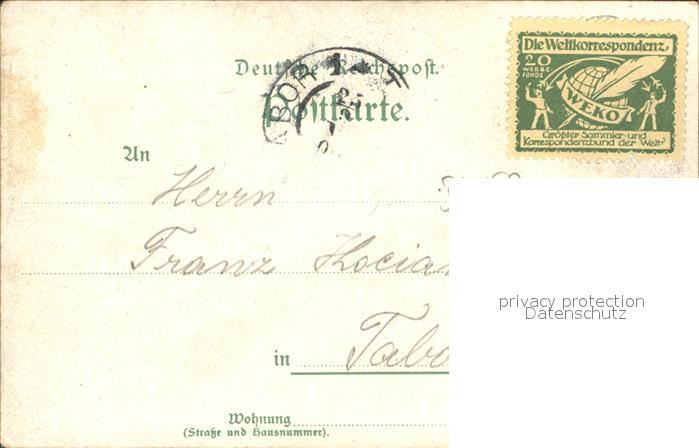 Die Weltkorrespondenz
20
WERBE
FONDS
WEKO
Größter Sammler- und
Korrespondenzbund der Welt
Deutsche Reichspost.
Postkarte.
An
Herrn
Franz
privacy protection
Datenschutz
in
Wohnung
(Straße und Hausnummer).